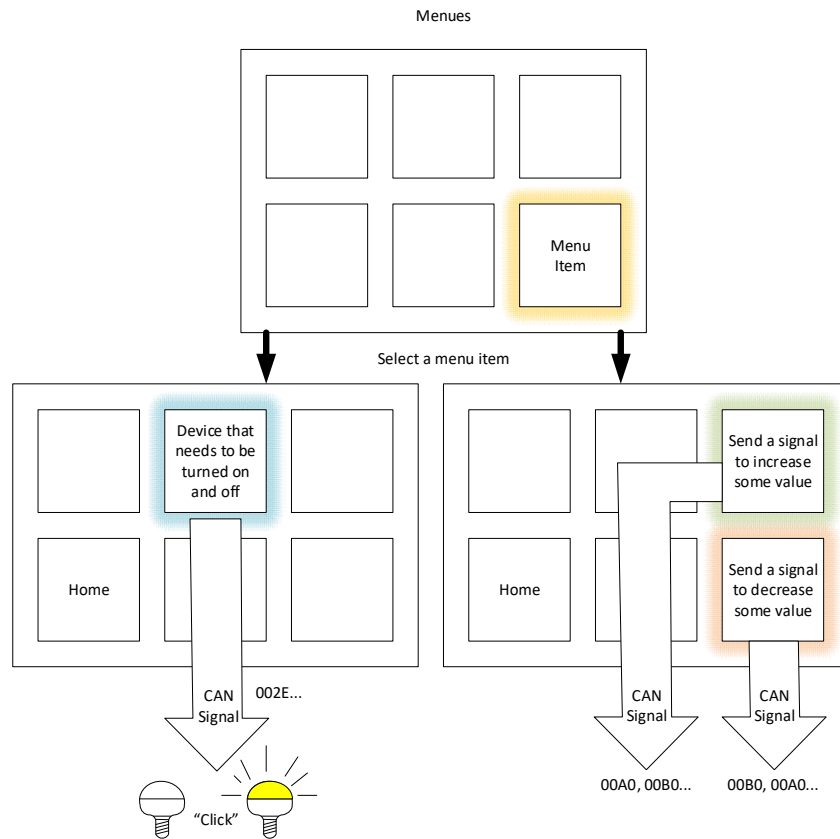 Menues
Menu
Item
Select a menu item
Device that
needs to be
turned on
and off
Home
CAN
Signal
002E...
“Click”
Send a signal
to increase
some value
Home
Send a signal
to decrease
some value
CAN
Signal
CAN
Signal
00A0, 00B0...
00B0, 00A0...